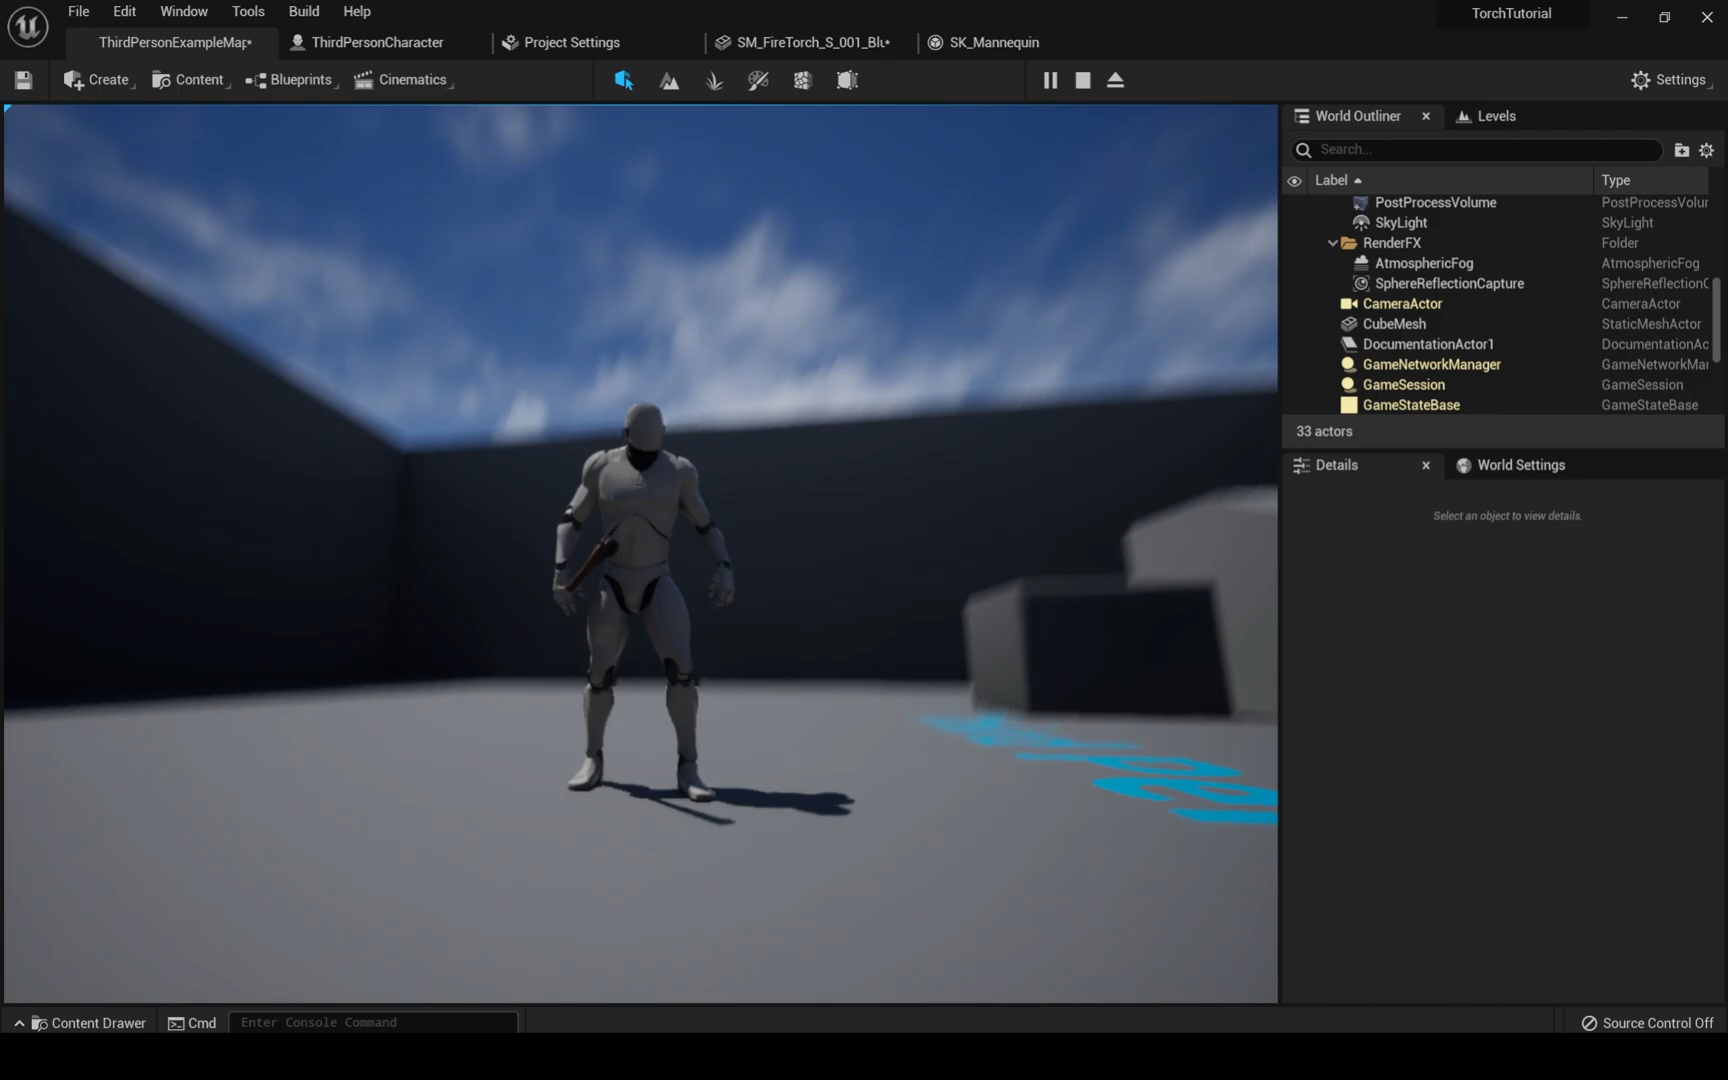 File Edit Window Tools Build Help
TorchTutorial
ThirdPersonExampleMap*
ThirdPersonCharacter
Project Settings
SM_FireTorch_S_001_Blu*
SK_Mannequin
Create
Content
Blueprints
Cinematics
Settings
World Outliner
Levels
Search...
Label Type
PostProcessVolume PostProcessVolur
SkyLight SkyLight
RenderFX Folder
AtmosphericFog AtmosphericFog
SphereReflectionCapture SphereReflectionC
CameraActor CameraActor
CubeMesh StaticMeshActor
DocumentationActor1 DocumentationAc
GameNetworkManager GameNetworkMar
GameSession GameSession
GameStateBase GameStateBase
33 actors
Details
World Settings
Select an object to view details.
Content Drawer
Cmd
Enter Console Command
Source Control Off